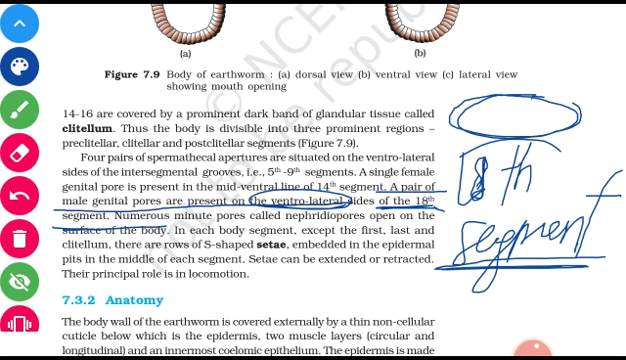 (a)
(b)
Figure 7.9 Body of earthworm : (a) dorsal view (b) ventral view (c) lateral view
showing mouth opening
14-16 are covered by a prominent dark band of glandular tissue called
clitellum. Thus the body is divisible into three prominent regions –
preclitellar, clitellar and postclitellar segments (Figure 7.9).
Four pairs of spermathecal apertures are situated on the ventro-lateral
sides of the intersegmental grooves, i.e., 5th -9th segments. A single female
genital pore is present in the mid-ventral line of 14th segment. A pair of
male genital pores are present on the ventro-lateral sides of the 18th
segment. Numerous minute pores called nephridiopores open on the
surface of the body. In each body segment, except the first, last and
clitellum, there are rows of S-shaped setae, embedded in the epidermal
pits in the middle of each segment. Setae can be extended or retracted.
Their principal role is in locomotion.
18th
segment
7.3.2 Anatomy
The body wall of the earthworm is covered externally by a thin non-cellular
cuticle below which is the epidermis, two muscle layers (circular and
longitudinal) and an innermost coelomic epithelium. The epidermis is made